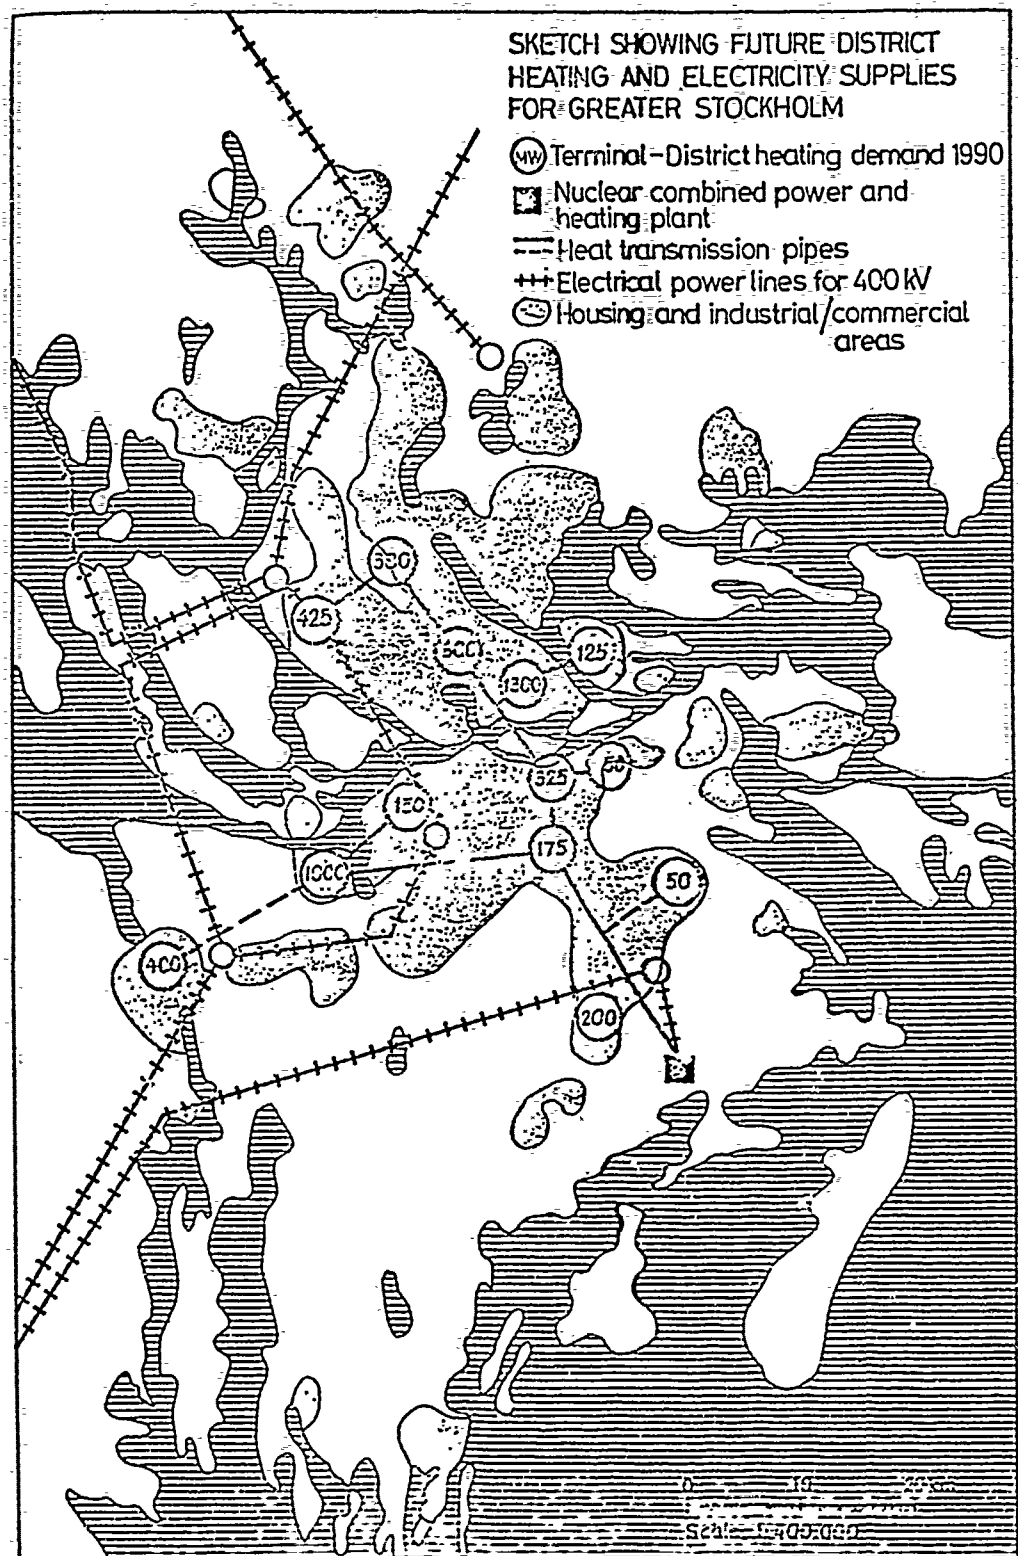 SKETCH SHOWING FUTURE DISTRICT
HEATING AND ELECTRICITY SUPPLIES
FOR GREATER STOCKHOLM
MW Terminal-District heating demand 1990
Nuclear combined power and
heating plant
Heat transmission pipes
Electrical power lines for 400 kV
Housing and industrial/commercial
areas
425
125
1300
325
50
150
175
1000
50
400
200
0 10